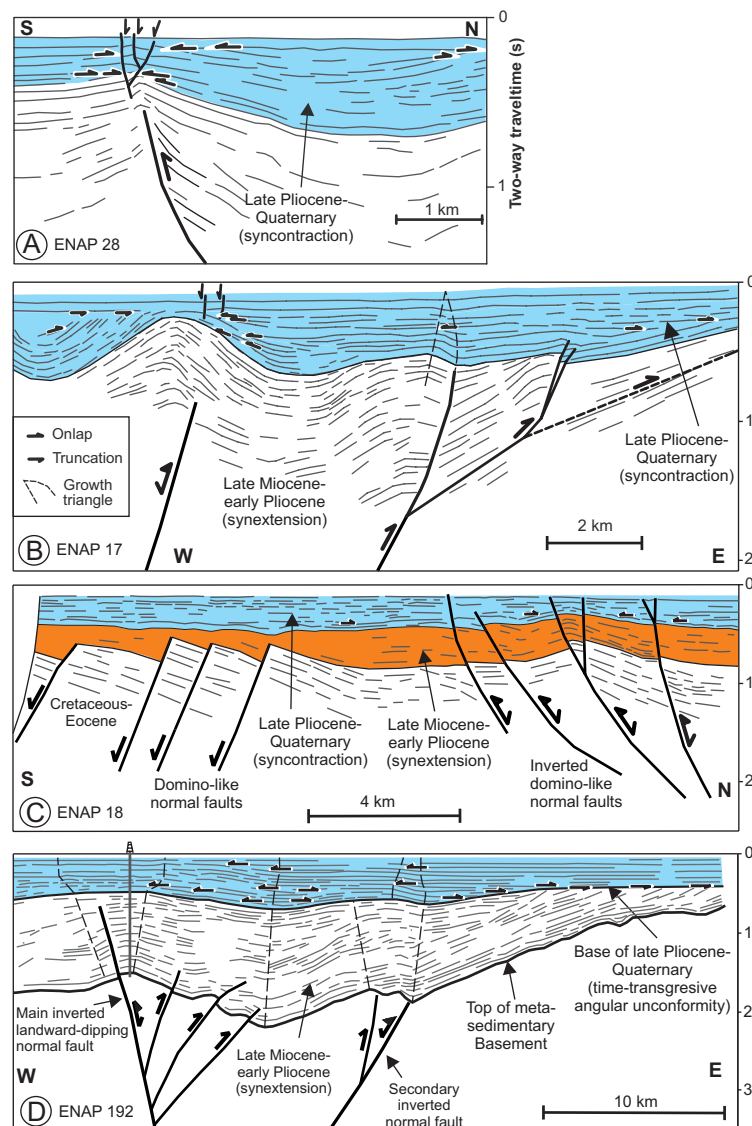 S
N
0
1
Two-way traveltime (s)
Late Pliocene-
Quaternary
(syncontraction)
1 km
A ENAP 28
0
1
2
Onlap
Truncation
Growth
triangle
Late Miocene-
early Pliocene
(synextension)
Late Pliocene-
Quaternary
(syncontraction)
2 km
B ENAP 17
W
E
0
1
2
Cretaceous-
Eocene
Late Pliocene-
Quaternary
(syncontraction)
Late Miocene-
early Pliocene
(synextension)
Inverted
domino-like
normal faults
Domino-like
normal faults
S
N
4 km
C ENAP 18
0
1
2
3
Main inverted
landward-dipping
normal fault
Late Miocene-
early Pliocene
(synextension)
Secondary
inverted
normal fault
Top of meta-
sedimentary
Basement
Base of late Pliocene-
Quaternary
(time-transgresive
angular unconformity)
W
E
10 km
D ENAP 192